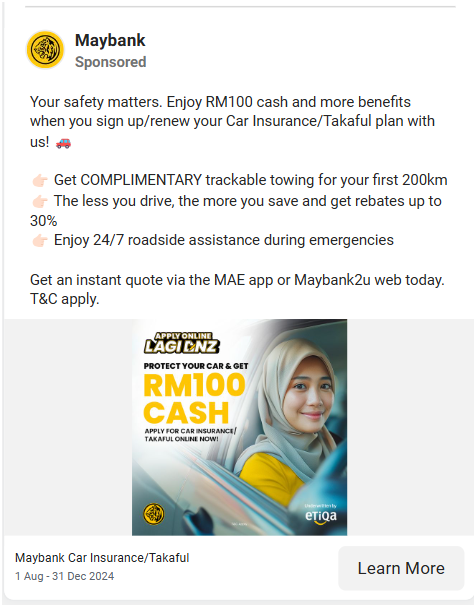 Maybank
Sponsored
Your safety matters. Enjoy RM100 cash and more benefits
when you sign up/renew your Car Insurance/Takaful plan with
us! 🚗
👉🏻 Get COMPLIMENTARY trackable towing for your first 200km
👉🏻 The less you drive, the more you save and get rebates up to
30%
👉🏻 Enjoy 24/7 roadside assistance during emergencies
Get an instant quote via the MAE app or Maybank2u web today.
T&C apply.
APPLY ONLINE
LAGI ONZ
PROTECT YOUR CAR & GET
RM100
CASH
APPLY FOR CAR INSURANCE/
TAKAFUL ONLINE NOW!
Underwritten by
etiqa
Maybank Car Insurance/Takaful
1 Aug - 31 Dec 2024
Learn More